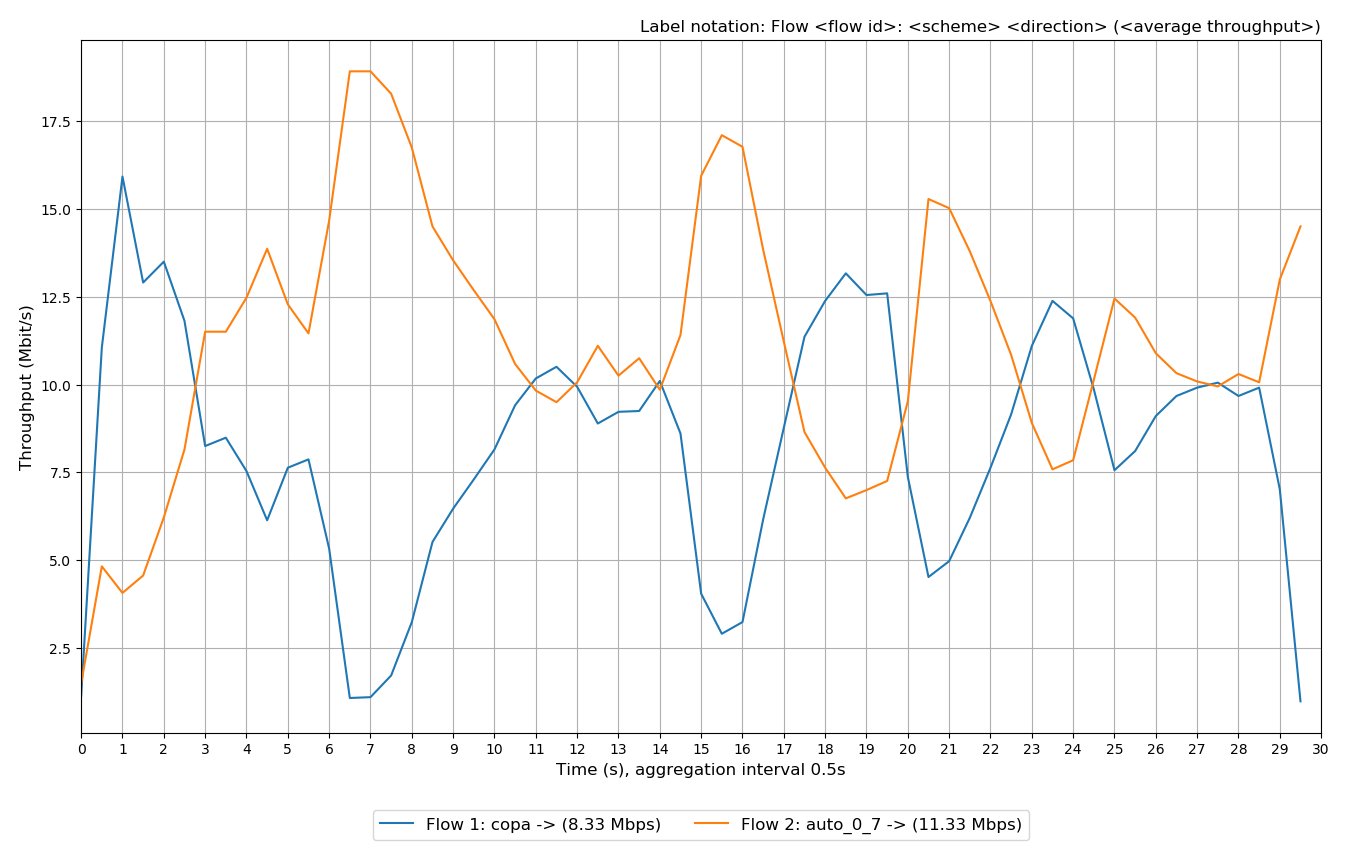 Label notation: Flow <flow id>: <scheme> <direction> (<average throughput>)
Throughput (Mbit/s)
17.5
15.0
12.5
10.0
7.5
5.0
2.5
0 1 2 3 4 5 6 7 8 9 10 11 12 13 14 15 16 17 18 19 20 21 22 23 24 25 26 27 28 29 30
Time (s), aggregation interval 0.5s
Flow 1: copa -> (8.33 Mbps) Flow 2: auto_0_7 -> (11.33 Mbps)